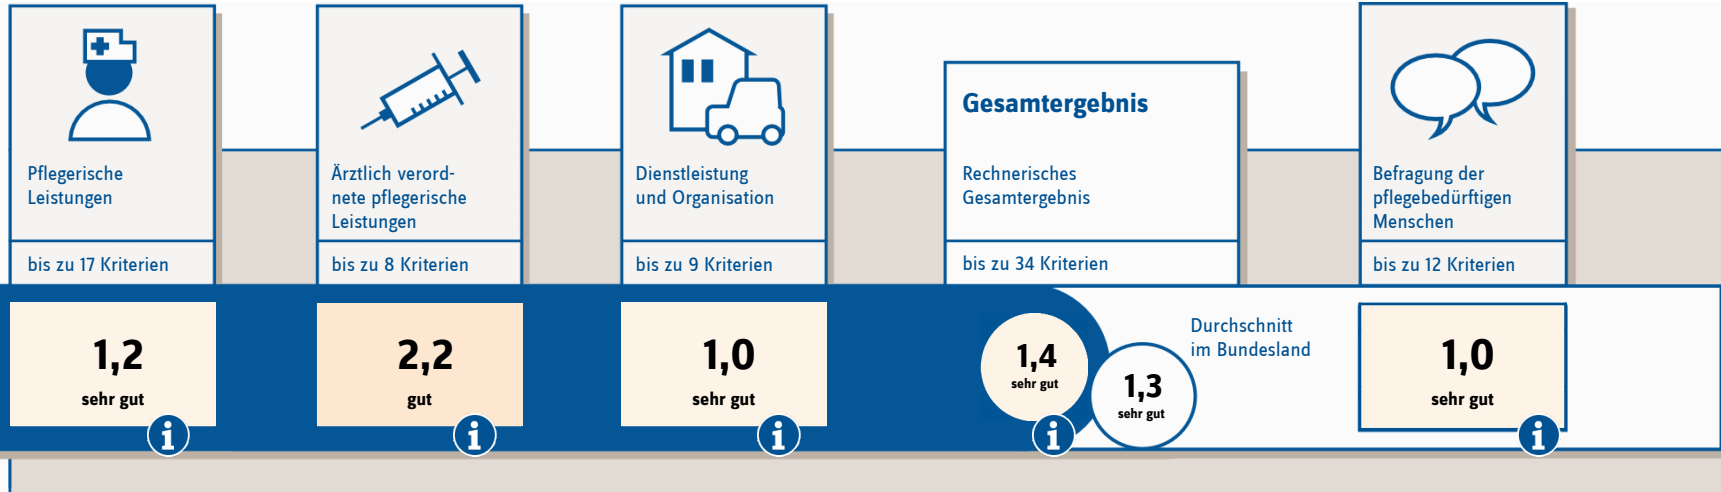 Pflegerische
Leistungen
bis zu 17 Kriterien
1,2
sehr gut
i
Ärztlich verord-
nete pflegerische
Leistungen
bis zu 8 Kriterien
2,2
gut
i
Dienstleistung
und Organisation
bis zu 9 Kriterien
1,0
sehr gut
i
Gesamtergebnis
Rechnerisches
Gesamtergebnis
bis zu 34 Kriterien
1,4
sehr gut
i
1,3
sehr gut
Durchschnitt
im Bundesland
Befragung der
pflegebedürftigen
Menschen
bis zu 12 Kriterien
1,0
sehr gut
i